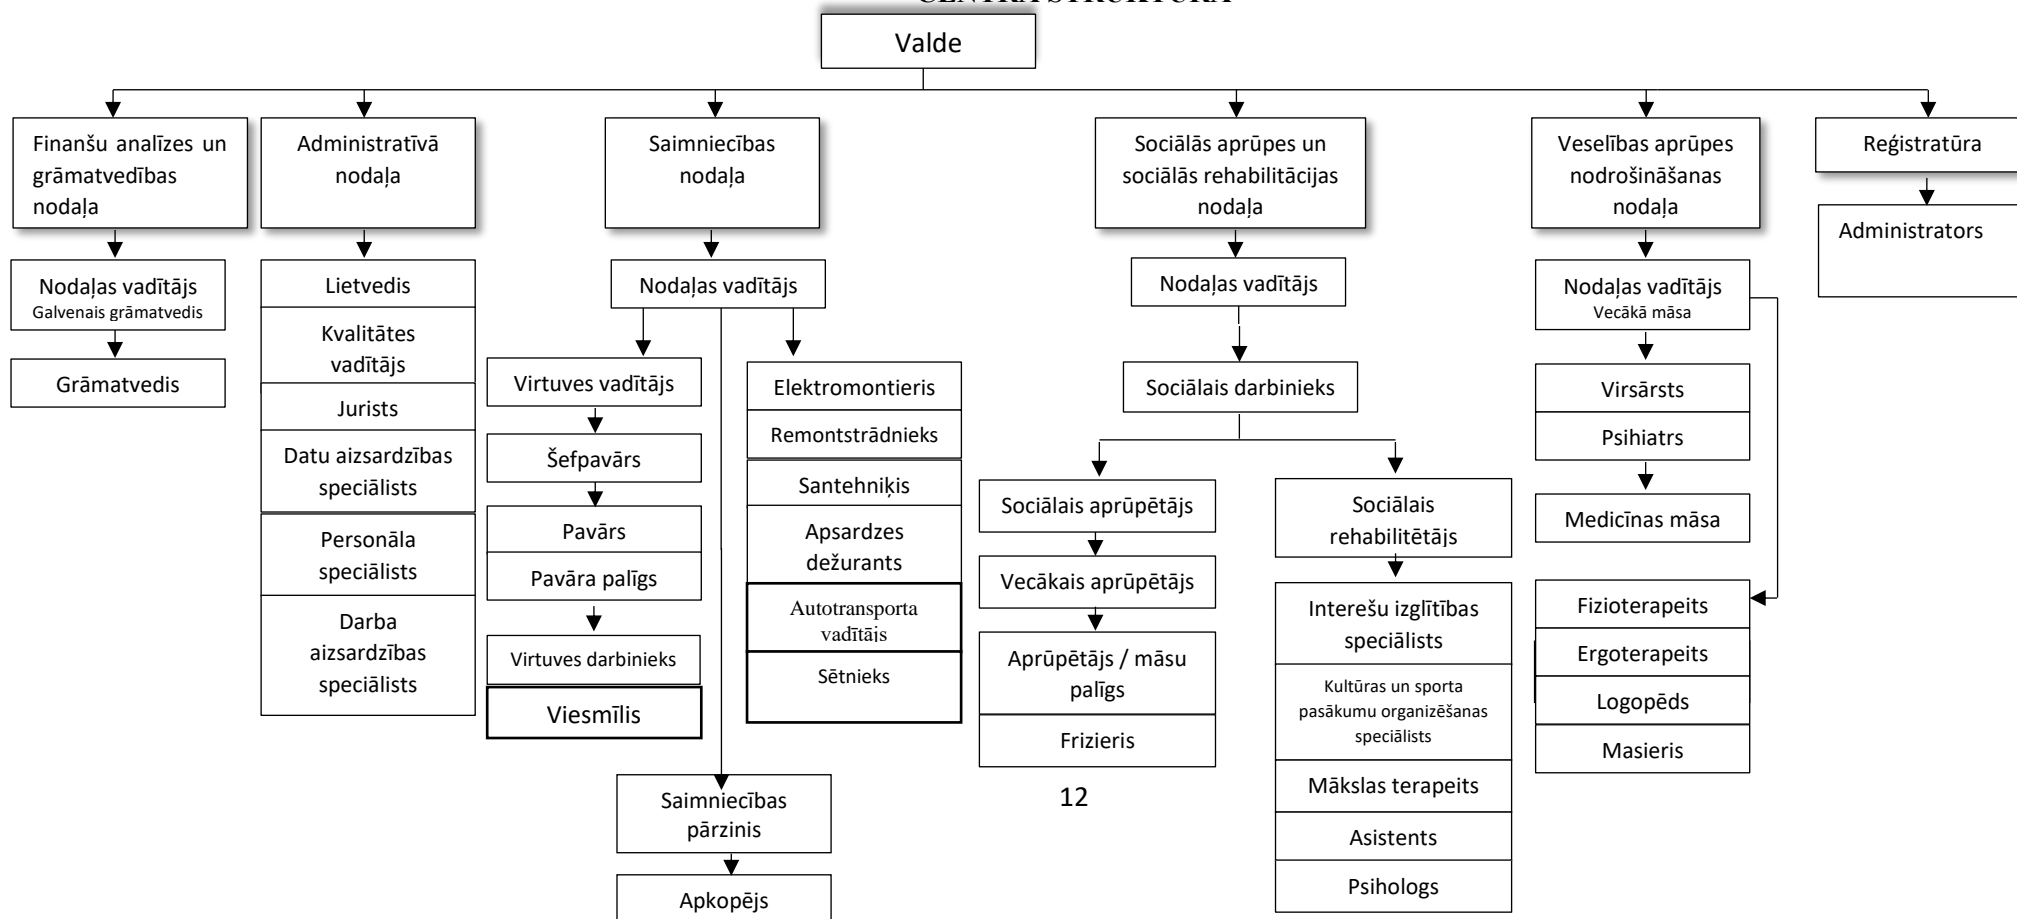 CENTRA STRUKTŪRA
Valde
Finanšu analīzes un
grāmatvedības
nodaļa
Administratīvā
nodaļa
Saimniecības
nodaļa
Sociālās aprūpes un
sociālās rehabilitācijas
nodaļa
Veselības aprūpes
nodrošināšanas
nodaļa
Reģistratūra
Administrators
Nodaļas vadītājs
Galvenais grāmatvedis
Grāmatvedis
Lietvedis
Kvalitātes
vadītājs
Jurists
Datu aizsardzības
speciālists
Personāla
speciālists
Darba
aizsardzības
speciālists
Nodaļas vadītājs
Virtuves vadītājs
Šefpavārs
Pavārs
Pavāra palīgs
Virtuves darbinieks
Viesmīlis
Elektromontieris
Remontstrādnieks
Santehniķis
Apsardzes
dežurants
Autotransporta
vadītājs
Sētnieks
Saimniecības
pārzinis
Apkopējs
Nodaļas vadītājs
Sociālais darbinieks
Sociālais aprūpētājs
Vecākais aprūpētājs
Aprūpētājs / māsu
palīgs
Frizieris
Sociālais
rehabilitētājs
Interešu izglītības
speciālists
Kultūras un sporta
pasākumu organizēšanas
speciālists
Mākslas terapeits
Asistents
Psihologs
Nodaļas vadītājs
Vecākā māsa
Virsārsts
Psihiatrs
Medicīnas māsa
Fizioterapeits
Ergoterapeits
Logopēds
Masieris
12